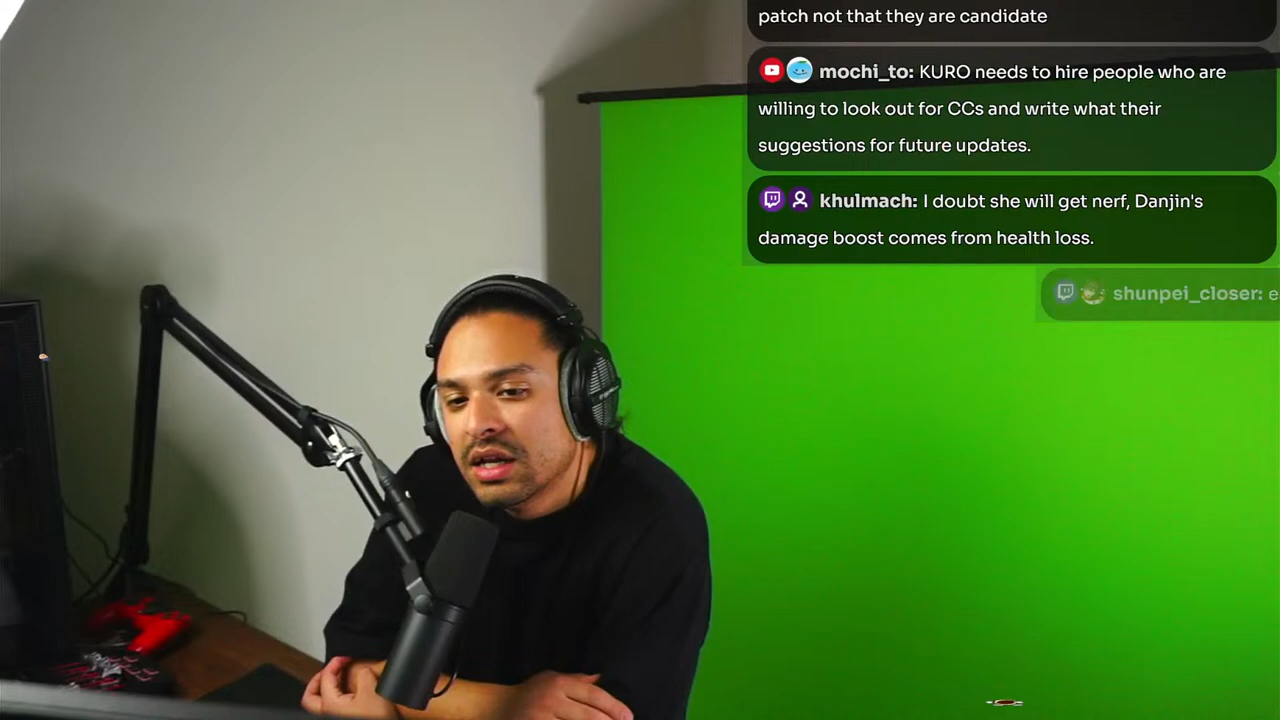 patch not that they are candidate
mochi_to: KURO needs to hire people who are
willing to look out for CCs and write what their
suggestions for future updates.
khulmach: I doubt she will get nerf, Danjin's
damage boost comes from health loss.
shunpei_closer: e